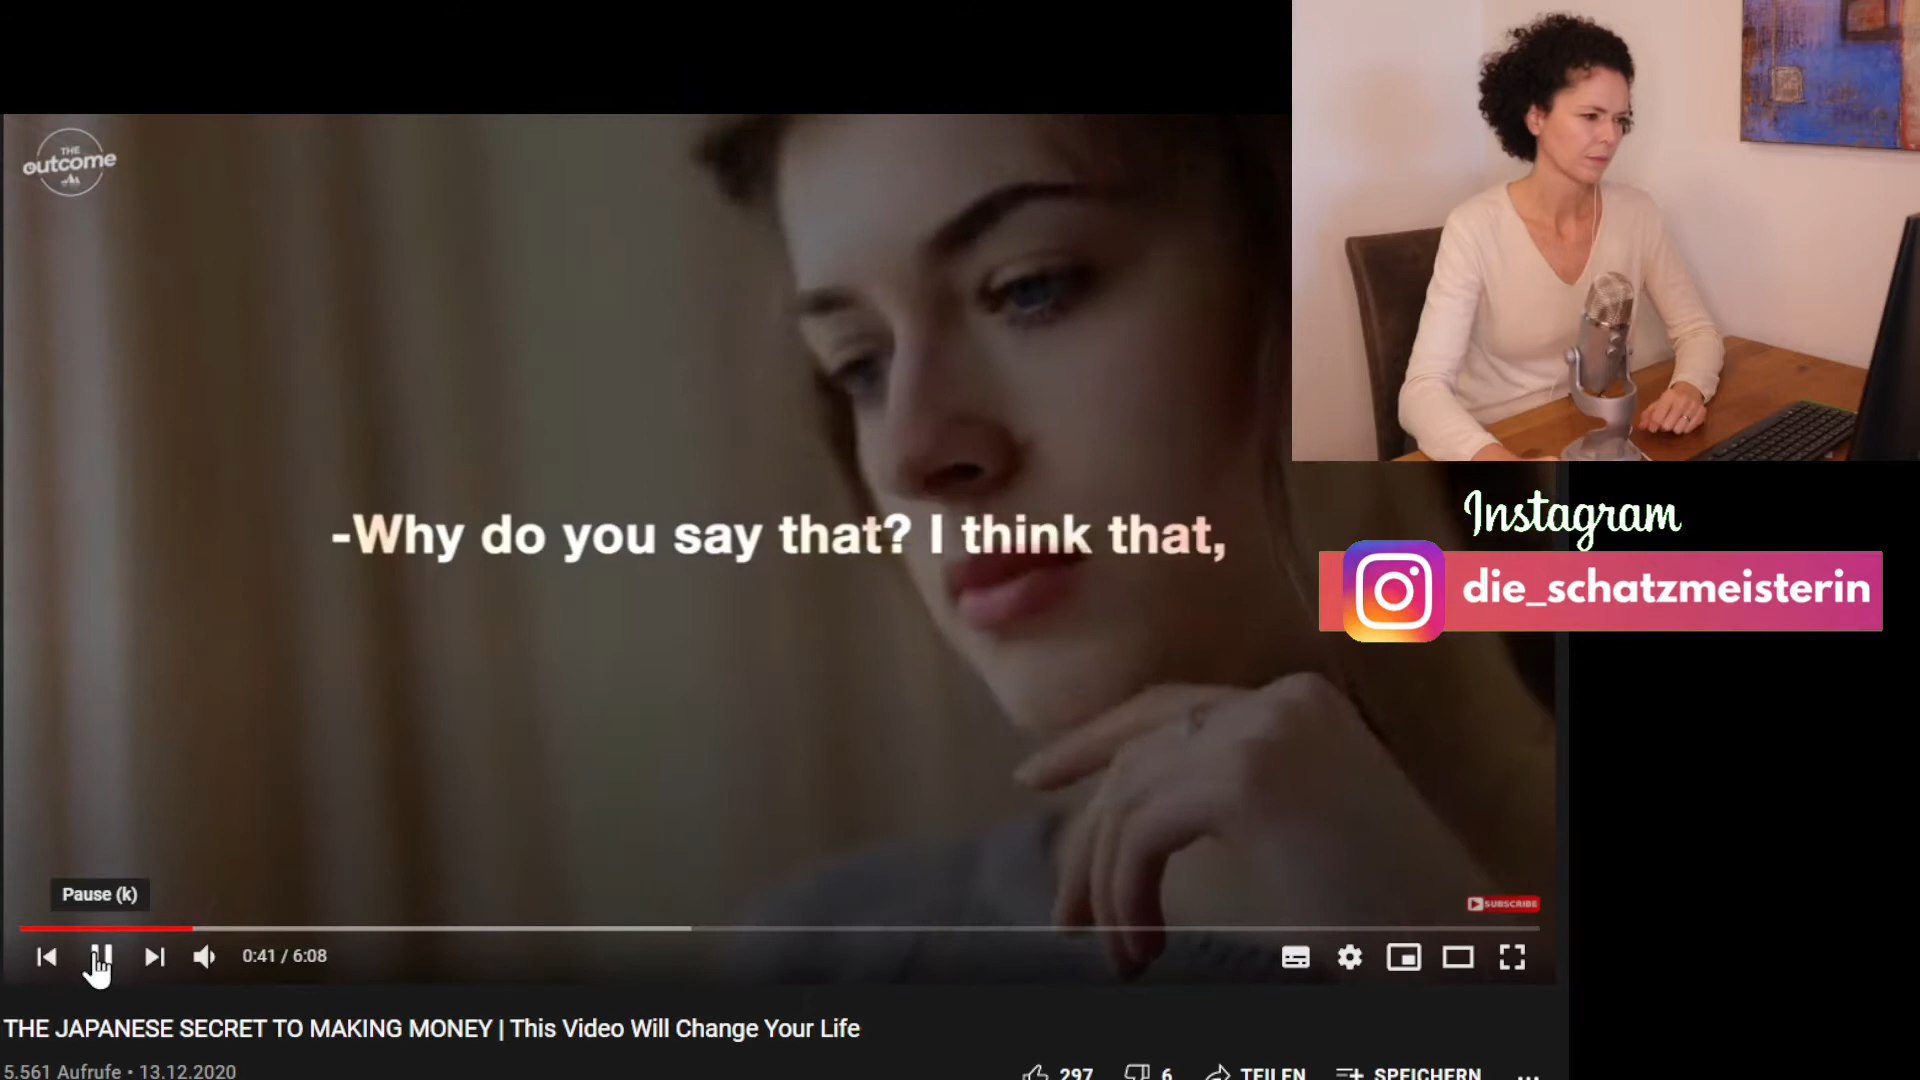 THE
outcome
-Why do you say that? I think that,
Instagram
die_schatzmeisterin
Pause (k)
SUBSCRIBE
0:41 / 6:08
THE JAPANESE SECRET TO MAKING MONEY | This Video Will Change Your Life
5.561 Aufrufe • 13.12.2020
297
6
TEILEN
SPEICHERN